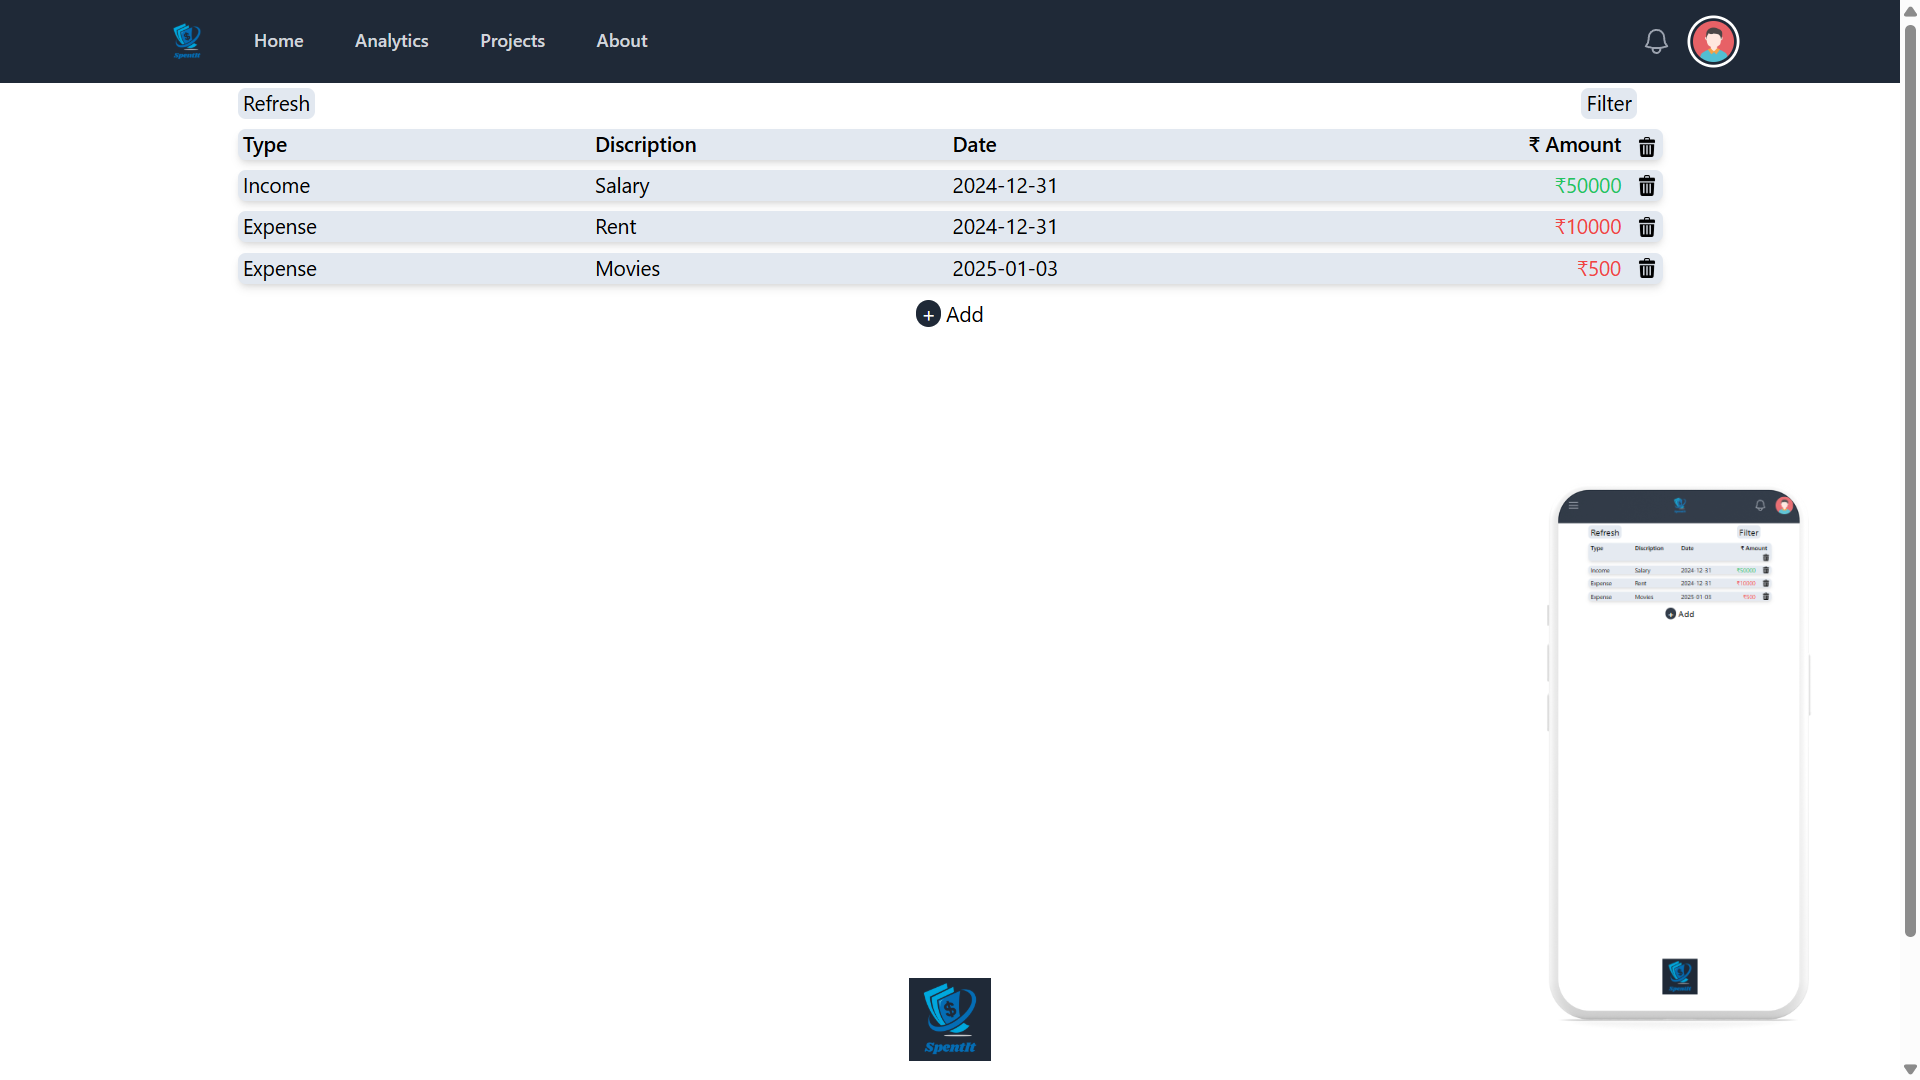 SpentIt Home Analytics Projects About
Refresh Filter
Type Discription Date ₹ Amount
Income Salary 2024-12-31 ₹50000
Expense Rent 2024-12-31 ₹10000
Expense Movies 2025-01-03 ₹500
+ Add
Refresh Filter
Type Discription Date ₹ Amount
Income Salary 2024-12-31 ₹50000
Expense Rent 2024-12-31 ₹10000
Expense Movies 2025-01-03 ₹500
+ Add
SpentIt
SpentIt